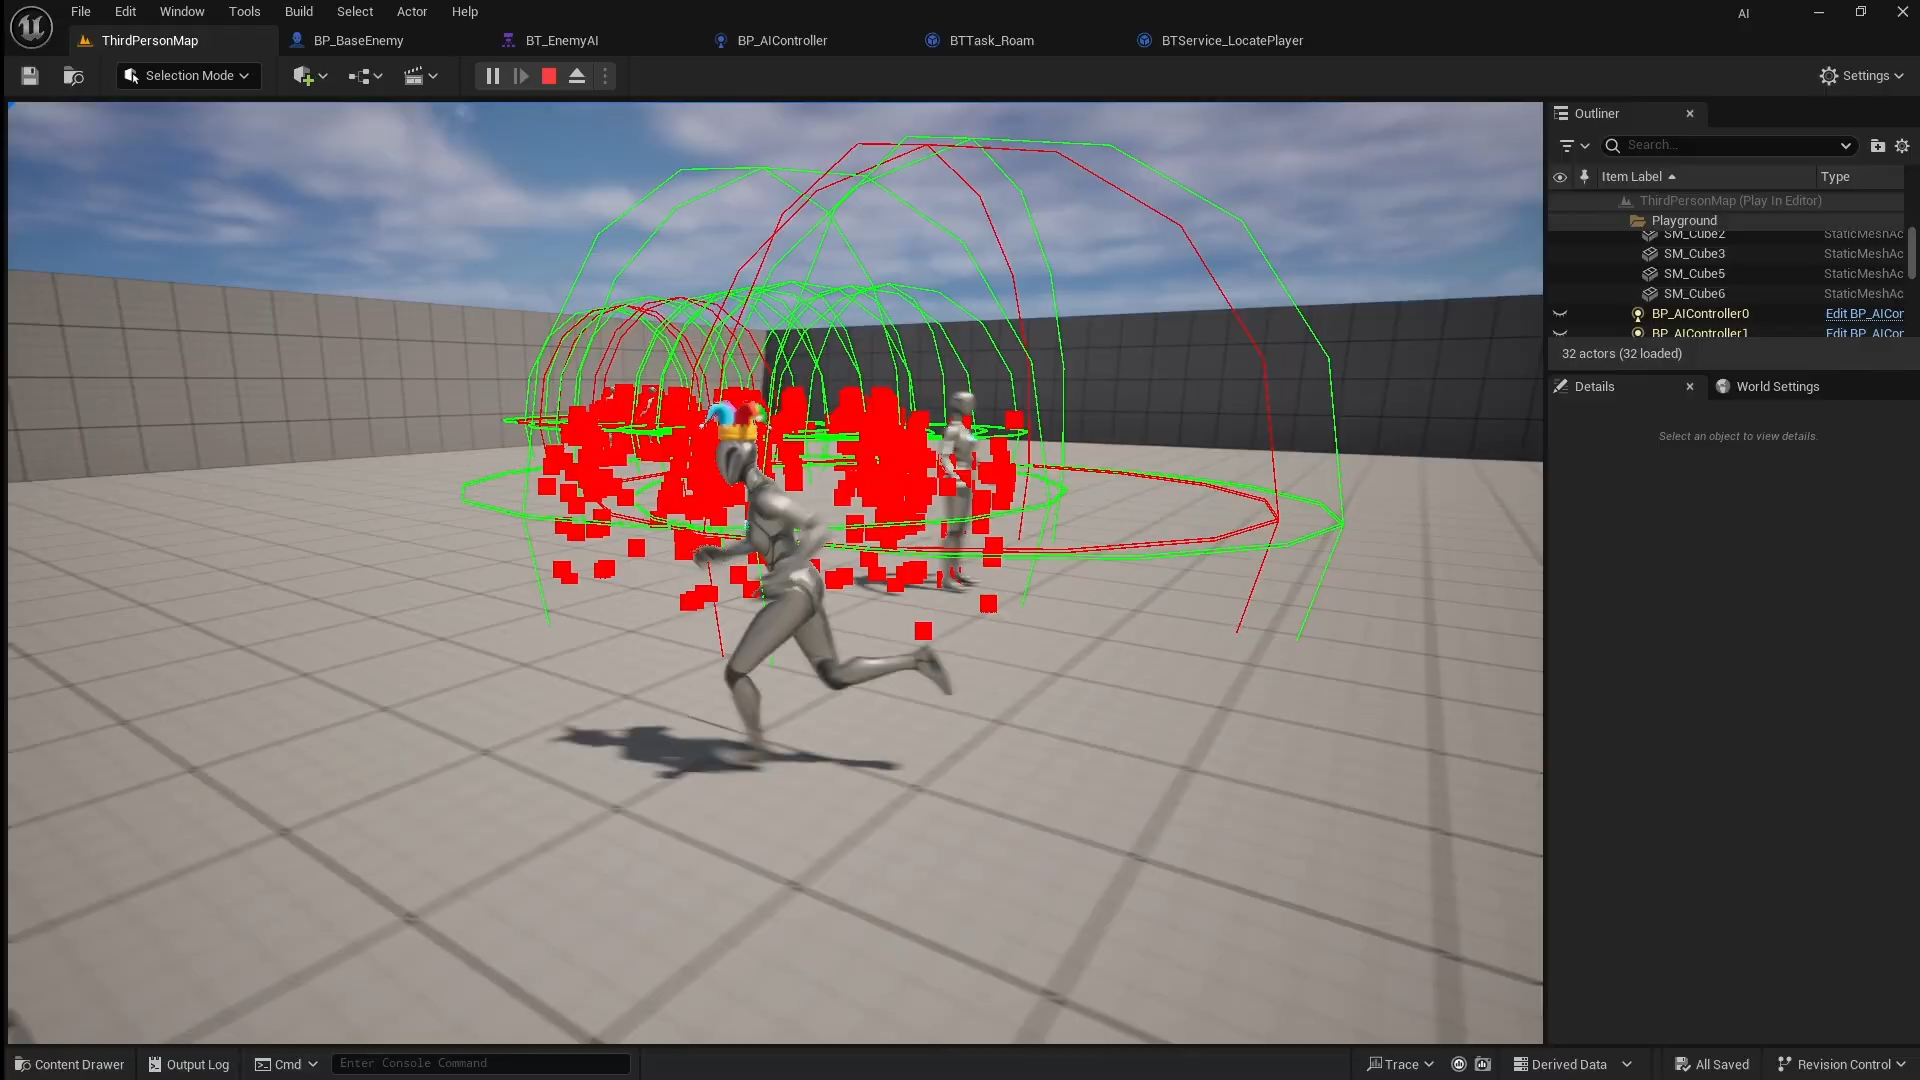 File Edit Window Tools Build Select Actor Help
AI
ThirdPersonMap
BP_BaseEnemy
BT_EnemyAI
BP_AIController
BTTask_Roam
BTService_LocatePlayer
Selection Mode
Settings
Outliner
Search...
Item Label
Type
ThirdPersonMap (Play In Editor)
Playground
SM_Cube2 StaticMeshAc
SM_Cube3 StaticMeshAc
SM_Cube5 StaticMeshAc
SM_Cube6 StaticMeshAc
BP_AIController0 Edit BP_AICor
BP_AIController1 Edit BP_AICor
32 actors (32 loaded)
Details
World Settings
Select an object to view details.
Content Drawer
Output Log
Cmd
Enter Console Command
Trace
Derived Data
All Saved
Revision Control